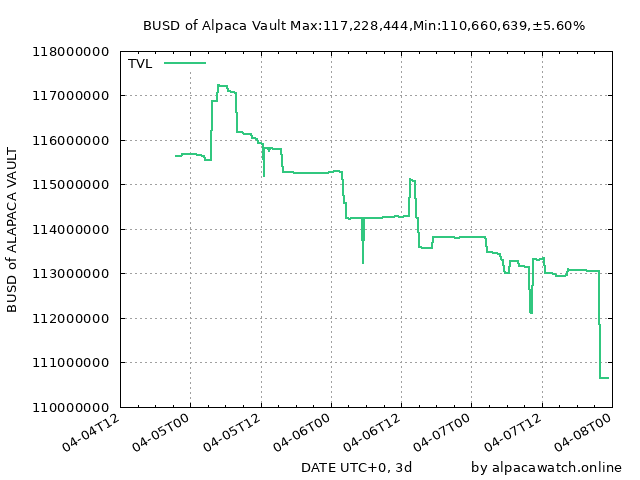 BUSD of Alpaca Vault Max:117,228,444,Min:110,660,639,±5.60%
TVL
118000000
117000000
116000000
115000000
114000000
113000000
112000000
111000000
110000000
BUSD of ALAPACA VAULT
04-04T12
04-05T00
04-05T12
04-06T00
04-06T12
04-07T00
04-07T12
04-08T00
DATE UTC+0, 3d
by alpacawatch.online